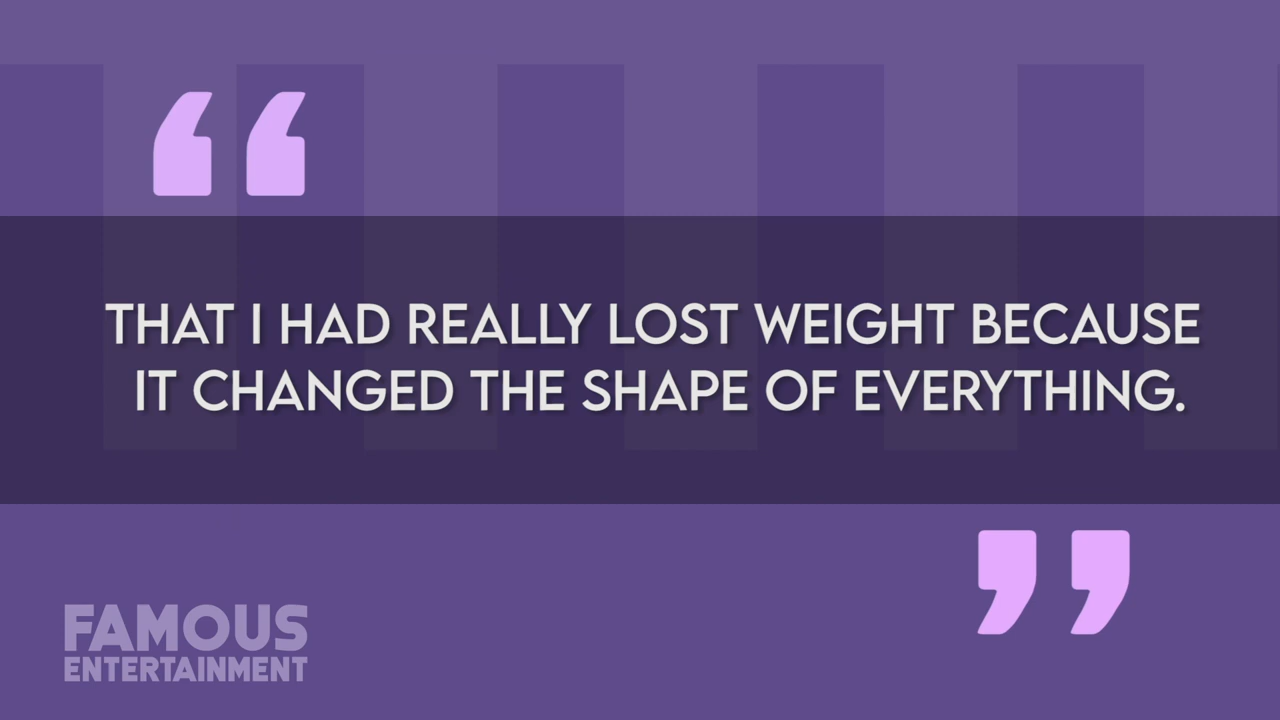 THAT I HAD REALLY LOST WEIGHT BECAUSE
IT CHANGED THE SHAPE OF EVERYTHING.
FAMOUS
ENTERTAINMENT